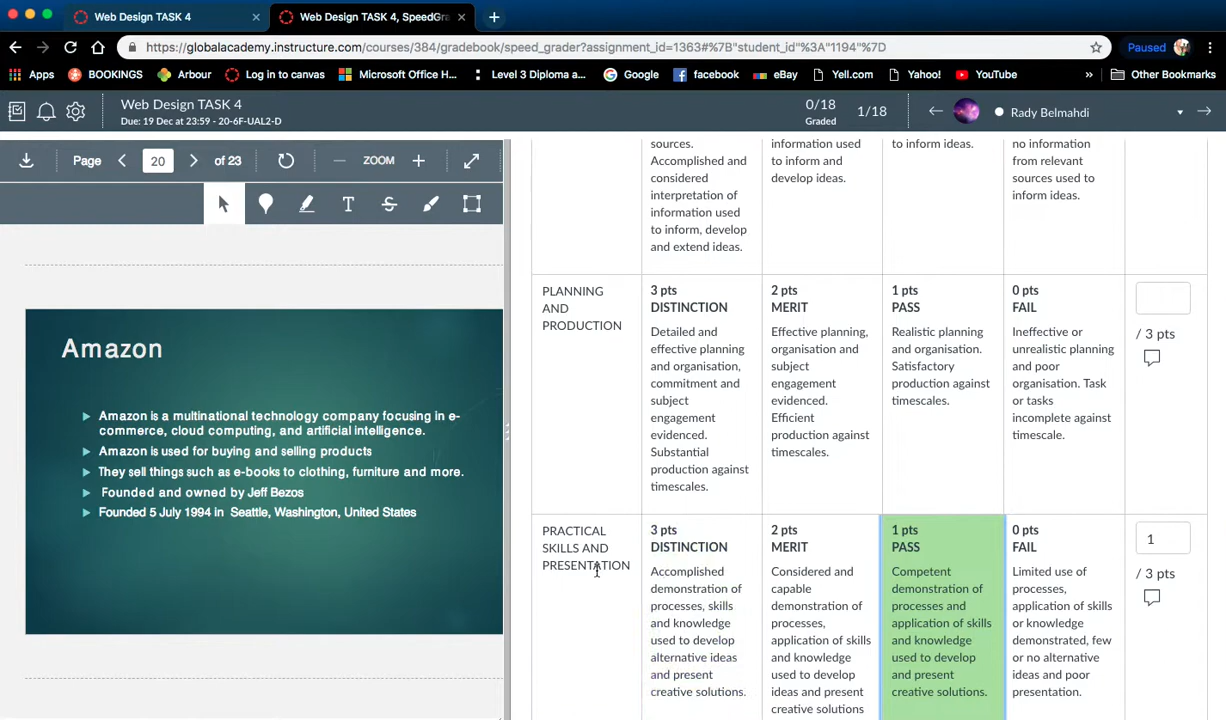 Web Design TASK 4
Web Design TASK 4, SpeedGra
https://globalacademy.instructure.com/courses/384/gradebook/speed_grader?assignment_id=1363#%7B"student_id"%3A"1194"%7D
Paused
Apps
BOOKINGS
Arbour
Log in to canvas
Microsoft Office H...
Level 3 Diploma a...
Google
facebook
eBay
Yell.com
Yahoo!
YouTube
»
Other Bookmarks
Web Design TASK 4
Due: 19 Dec at 23:59 - 20-6F-UAL2-D
0/18
Graded
1/18
Rady Belmahdi
Page
20
of 23
ZOOM
T
S
Amazon
Amazon is a multinational technology company focusing in e-
commerce, cloud computing, and artificial intelligence.
Amazon is used for buying and selling products
They sell things such as e-books to clothing, furniture and more.
Founded and owned by Jeff Bezos
Founded 5 July 1994 in Seattle, Washington, United States
sources.
Accomplished and
considered
interpretation of
information used
to inform, develop
and extend ideas.
information used
to inform and
develop ideas.
to inform ideas.
no information
from relevant
sources used to
inform ideas.
PLANNING
AND
PRODUCTION
3 pts
DISTINCTION
Detailed and
effective planning
and organisation,
commitment and
subject
engagement
evidenced.
Substantial
production against
timescales.
2 pts
MERIT
Effective planning,
organisation and
subject
engagement
evidenced.
Efficient
production against
timescales.
1 pts
PASS
Realistic planning
and organisation.
Satisfactory
production against
timescales.
0 pts
FAIL
Ineffective or
unrealistic planning
and poor
organisation. Task
or tasks
incomplete against
timescale.
/ 3 pts
PRACTICAL
SKILLS AND
PRESENTATION
3 pts
DISTINCTION
Accomplished
demonstration of
processes, skills
and knowledge
used to develop
alternative ideas
and present
creative solutions.
2 pts
MERIT
Considered and
capable
demonstration of
processes,
application of skills
and knowledge
used to develop
ideas and present
creative solutions
1 pts
PASS
Competent
demonstration of
processes and
application of skills
and knowledge
used to develop
and present
creative solutions.
0 pts
FAIL
Limited use of
processes,
application of skills
or knowledge
demonstrated, few
or no alternative
ideas and poor
presentation.
1
/ 3 pts